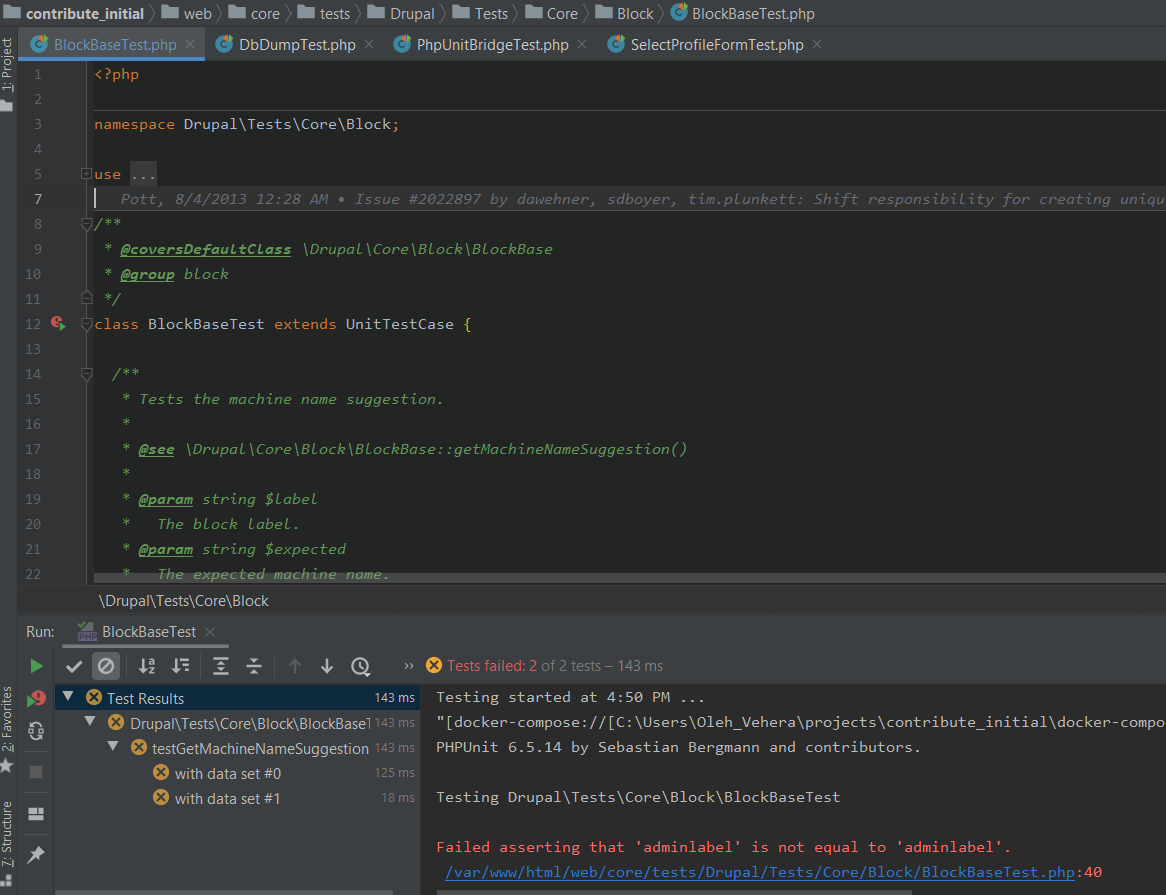 contribute_initial web core tests Drupal Tests Core Block BlockBaseTest.php
BlockBaseTest.php DbDumpTest.php PhpUnitBridgeTest.php SelectProfileFormTest.php
1: Project
1 <?php
2
3 namespace Drupal\Tests\Core\Block;
4
5 use ...
7 Pott, 8/4/2013 12:28 AM • Issue #2022897 by dawehner, sdboyer, tim.plunkett: Shift responsibility for creating uniqu
8 /**
9 * @coversDefaultClass \Drupal\Core\Block\BlockBase
10 * @group block
11 */
12 class BlockBaseTest extends UnitTestCase {
13
14 /**
15 * Tests the machine name suggestion.
16 *
17 * @see \Drupal\Core\Block\BlockBase::getMachineNameSuggestion()
18 *
19 * @param string $label
20 * The block label.
21 * @param string $expected
22 * The expected machine name.
\Drupal\Tests\Core\Block
Run: PHP BlockBaseTest
Tests failed: 2 of 2 tests – 143 ms
2: Favorites
7: Structure
Test Results 143 ms
Drupal\Tests\Core\Block\BlockBaseT 143 ms
testGetMachineNameSuggestion 143 ms
with data set #0 125 ms
with data set #1 18 ms
Testing started at 4:50 PM ...
"[docker-compose://[C:\Users\Oleh_Vehera\projects\contribute_initial\docker-compo
PHPUnit 6.5.14 by Sebastian Bergmann and contributors.
Testing Drupal\Tests\Core\Block\BlockBaseTest
Failed asserting that 'adminlabel' is not equal to 'adminlabel'.
/var/www/html/web/core/tests/Drupal/Tests/Core/Block/BlockBaseTest.php:40